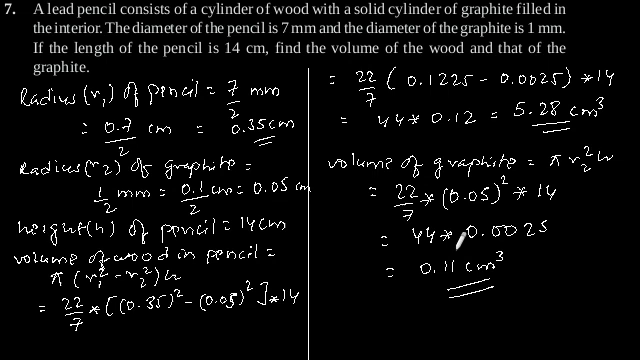 7. A lead pencil consists of a cylinder of wood with a solid cylinder of graphite filled in
the interior. The diameter of the pencil is 7 mm and the diameter of the graphite is 1 mm.
If the length of the pencil is 14 cm, find the volume of the wood and that of the
graphite.
Radius(r₁) of pencil = 7/2 mm
= 0.7/2 cm = 0.35cm
Radius(r2) of graphite =
1/2 mm = 0.1/2 cm = 0.05 cm
height(h) of pencil = 14cm
volume of wood in pencil =
π(r₁²-r₂²)h
= 22/7 * [(0.35)² - (0.05)²] * 14
= 22/7 (0.1225 - 0.0025) * 14
= 44 * 0.12 = 5.28 cm³
volume of graphite = π r₂² h
= 22/7 * (0.05)² * 14
= 44 * 0.0025
= 0.11 cm³